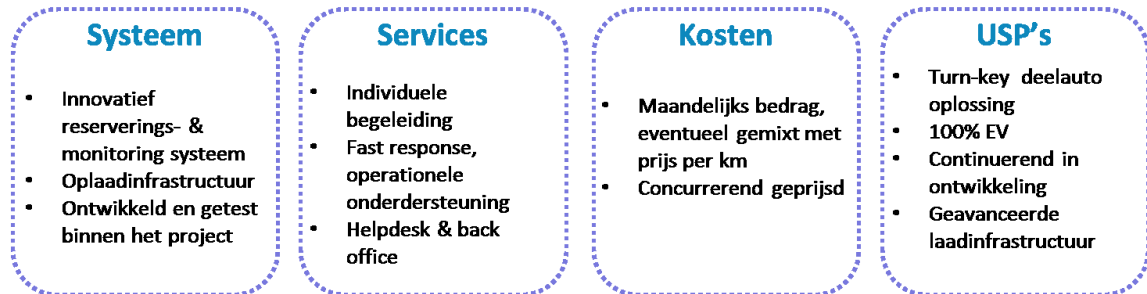 Systeem
• Innovatief
reserverings- &
monitoring systeem
• Oplaadinfrastructuur
• Ontwikkeld en getest
binnen het project
Services
• Individuele
begeleiding
• Fast response,
operationele
onderdersteuning
• Helpdesk & back
office
Kosten
• Maandelijks bedrag,
eventueel gemixt met
prijs per km
• Concurrerend geprijsd
USP's
• Turn-key deelauto
oplossing
• 100% EV
• Continuerend in
ontwikkeling
• Geavanceerde
laadinfrastructuur